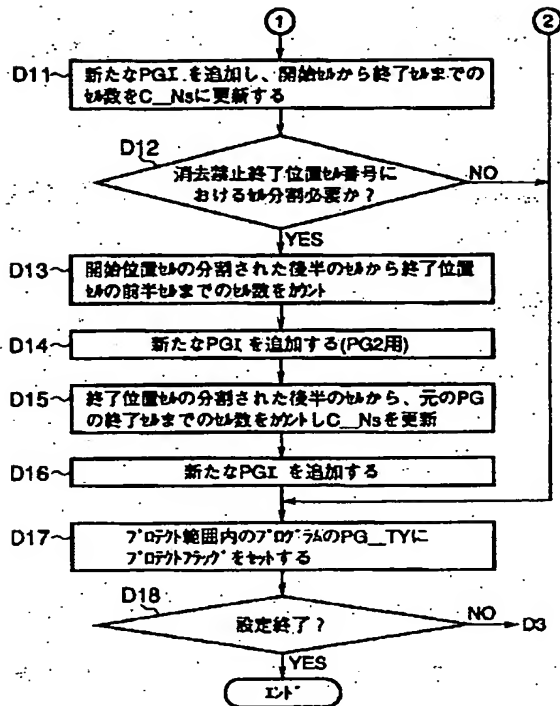 ①
②
D11
新たなPGI を追加し、開始セルから終了セルまでの
セル数をC__Nsに更新する
D12
消去禁止終了位置セル番号に
おけるセル分割必要か?
NO
YES
D13
開始位置セルの分割された後半のセルから終了位置
セルの前半セルまでのセル数をカウント
D14
新たなPGI を追加する(PG2用)
D15
終了位置セルの分割された後半のセルから、元のPG
の終了セルまでのセル数をカウントしC__Nsを更新
D16
新たなPGI を追加する
D17
プロテクト範囲内のプログラムのPG__TYに
プロテクトフラッグをセットする
D18
設定終了?
NO
D3
YES
エンド